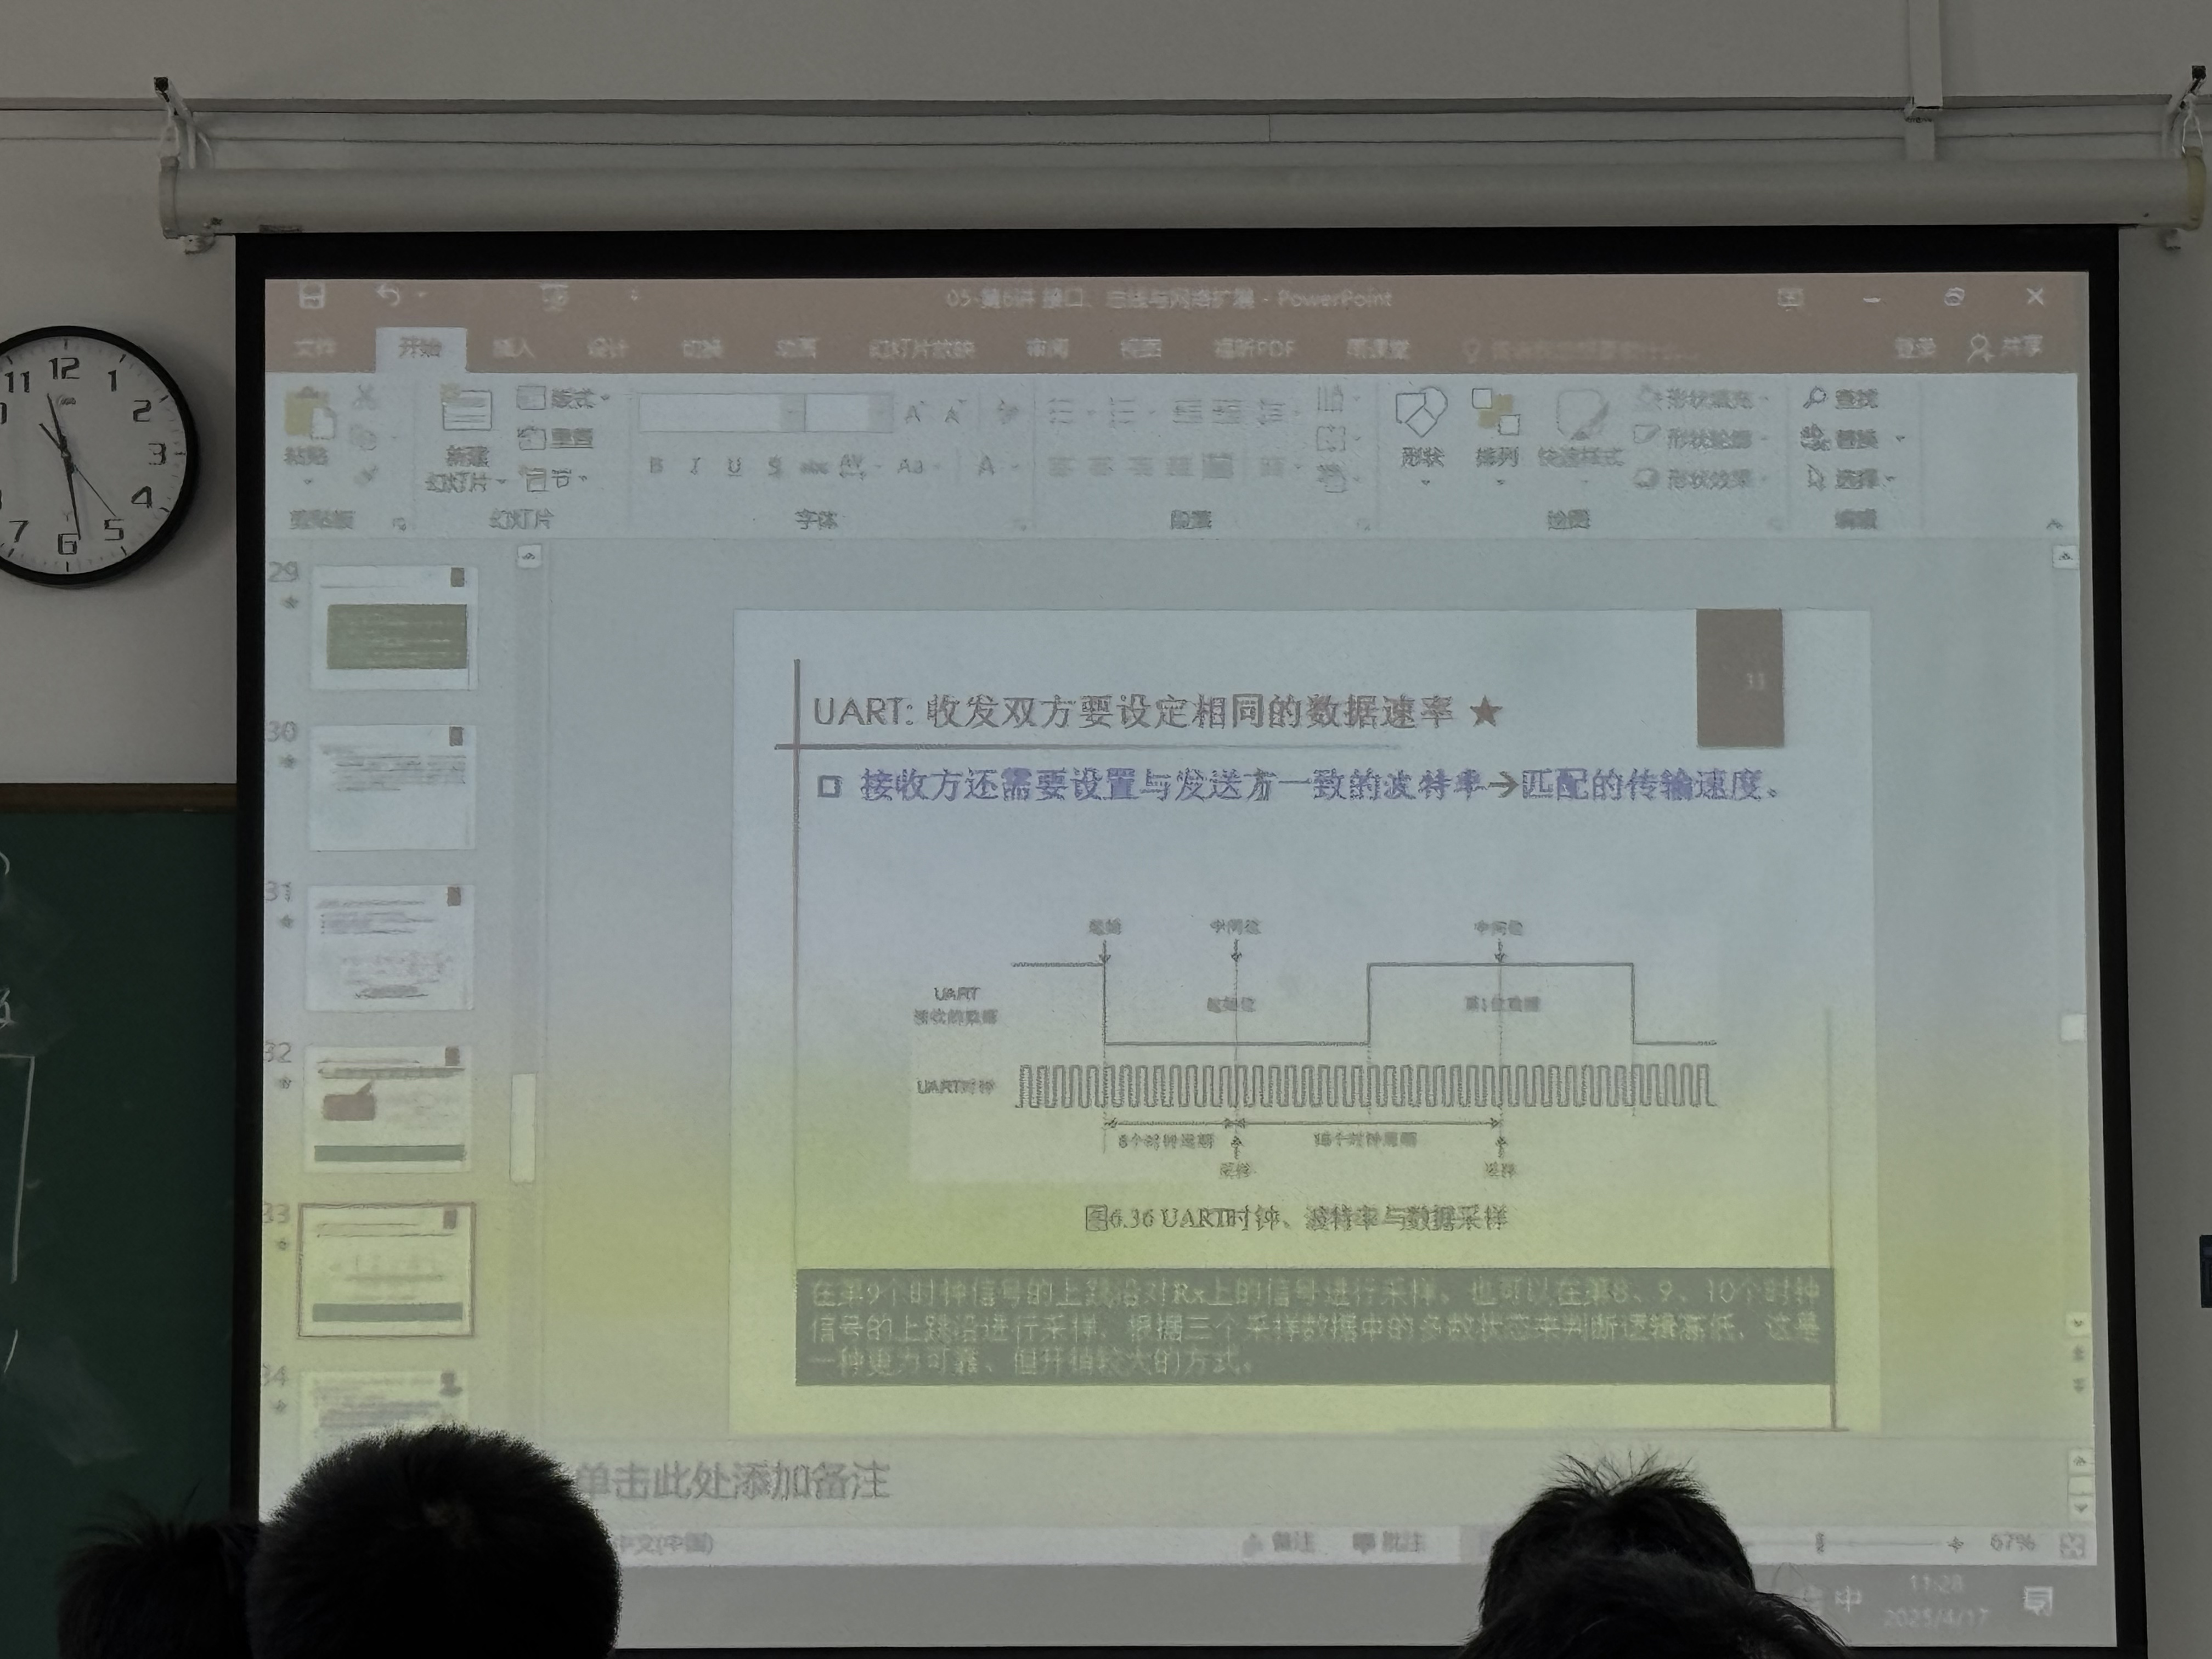 12
11
1
2
3
4
5
6
7
05-第6讲 接口、总线与网络扩展 - PowerPoint
文件 开始 插入 设计 切换 动画 幻灯片放映 审阅 视图 福昕PDF 雨课堂 登录 共享
粘贴
新建
幻灯片
版式
重置
节
B I U S abc AV Aa A
形状 排列 快速样式
形状填充
形状轮廓
形状效果
查找
替换
选择
剪贴板 幻灯片 字体 段落 绘图 编辑
29
30
31
32
33
34
33
UART: 收发双方要设定相同的数据速率 ★
接收方还需要设置与发送方一致的波特率→匹配的传输速度。
起始 中间位 中间位
UART
接收的数据
起始位 第1位数据
UART时钟
8个时钟周期 16个时钟周期
采样 采样
图6.36 UART时钟、波特率与数据采样
在第9个时钟信号的上跳沿对Rx上的信号进行采样。也可以在第8、9、10个时钟
信号的上跳沿进行采样，根据三个采样数据中的多数状态来判断逻辑高低，这是
一种更为可靠、但开销较大的方式。
单击此处添加备注
中文(中国) 备注 批注 67%
中 11:28
2025/4/17